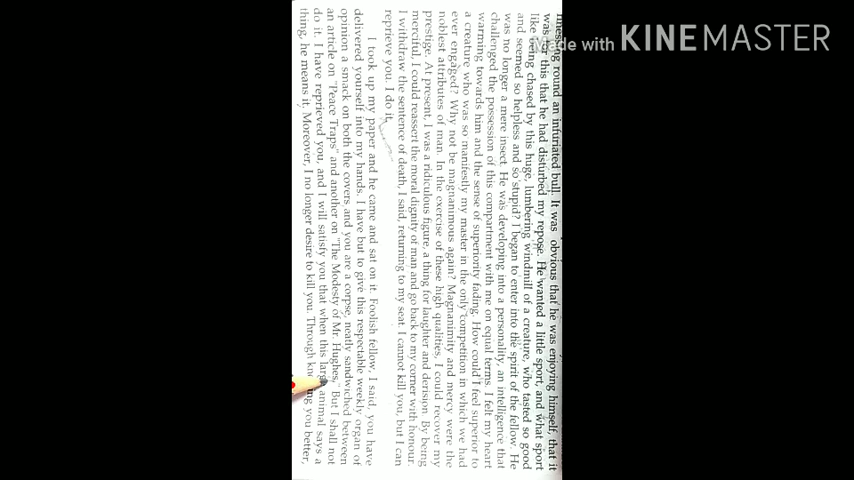 Made with KINEMASTER
round an infuriated bull. It was obvious that he was enjoying himself, that it
was for this that he had disturbed my repose. He wanted a little sport, and what sport
like being chased by this huge, lumbering windmill of a creature, who tasted so good
and seemed so helpless and so stupid? I began to enter into the spirit of the fellow. He
was no longer a mere insect. He was developing into a personality, an intelligence that
challenged the possession of this compartment with me on equal terms. I felt my heart
warming towards him and the sense of superiority fading. How could I feel superior to
a creature who was so manifestly my master in the only competition in which we had
ever engaged? Why not be magnanimous again? Magnanimity and mercy were the
noblest attributes of man. In the exercise of these high qualities, I could recover my
prestige. At present, I was a ridiculous figure, a thing for laughter and derision. By being
merciful, I could reassert the moral dignity of man and go back to my corner with honour.
I withdraw the sentence of death, I said, returning to my seat. I cannot kill you, but I can
reprieve you. I do it.
I took up my paper and he came and sat on it. Foolish fellow, I said, you have
delivered yourself into my hands. I have but to give this respectable weekly organ of
opinion a smack on both the covers and you are a corpse, neatly sandwiched between
an article on "Peace Traps" and another on "The Modesty of Mr. Hughes." But I shall not
do it. I have reprieved you, and I will satisfy you that when this large animal says a
thing, he means it. Moreover, I no longer desire to kill you. Through knowing you better,